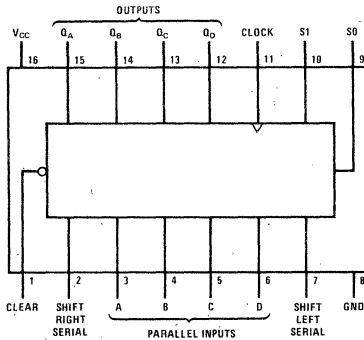 OUTPUTS
VCC QA QB QC QD CLOCK S1 S0
16 15 14 13 12 11 10 9
1 2 3 4 5 6 7 8
CLEAR SHIFT RIGHT SERIAL A B C D SHIFT LEFT SERIAL GND
PARALLEL INPUTS